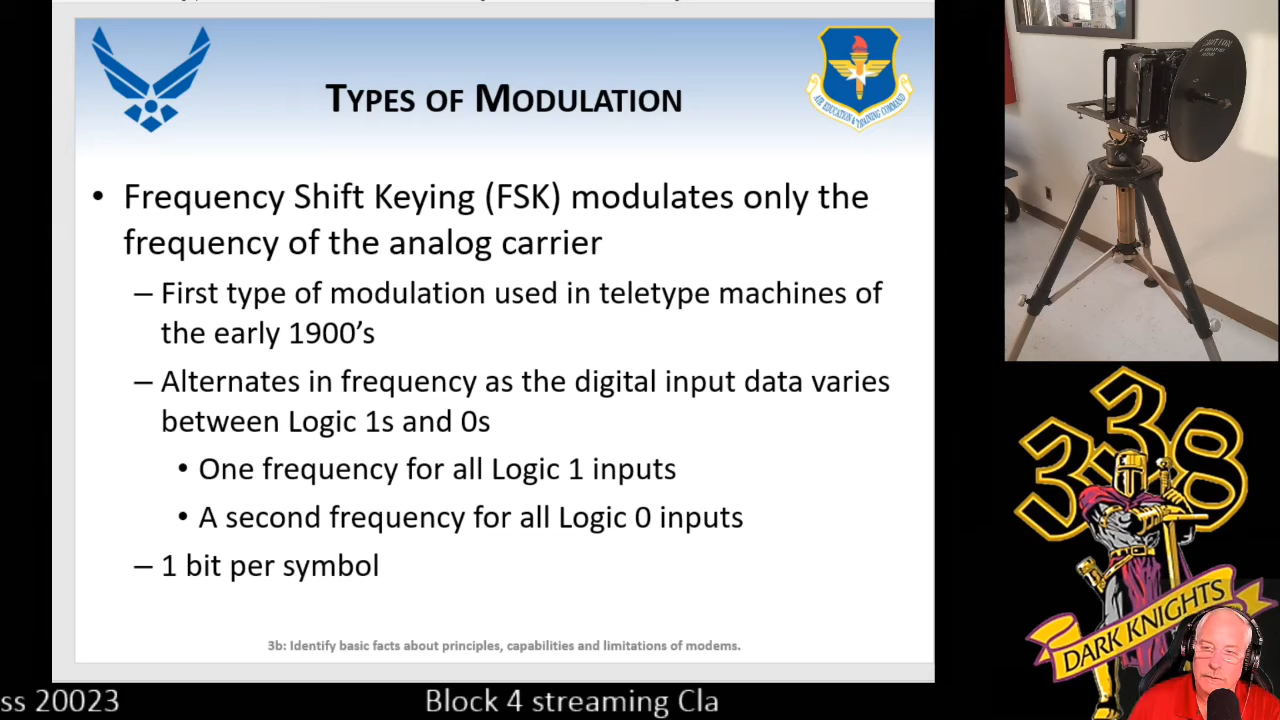 TYPES OF MODULATION
AIR EDUCATION & TRAINING COMMAND
• Frequency Shift Keying (FSK) modulates only the
frequency of the analog carrier
– First type of modulation used in teletype machines of
the early 1900’s
– Alternates in frequency as the digital input data varies
between Logic 1s and 0s
• One frequency for all Logic 1 inputs
• A second frequency for all Logic 0 inputs
– 1 bit per symbol
3b: Identify basic facts about principles, capabilities and limitations of modems.
338
DARK KNIGHTS
ss 20023 Block 4 streaming Cla